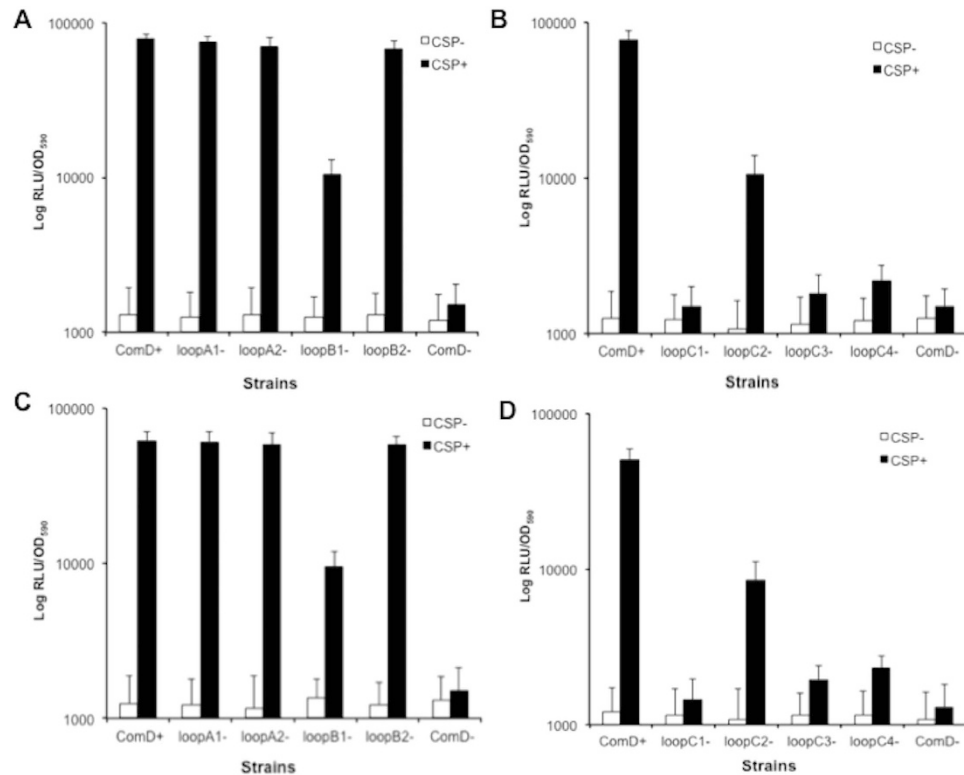 A
100000
10000
1000
Log RLU/OD590
CSP-
CSP+
ComD+ loopA1- loopA2- loopB1- loopB2- ComD-
Strains
B
100000
10000
1000
Log RLU/OD590
CSP-
CSP+
ComD+ loopC1- loopC2- loopC3- loopC4- ComD-
Strains
C
100000
10000
1000
Log RLU/OD590
CSP-
CSP+
ComD+ loopA1- loopA2- loopB1- loopB2- ComD-
Strains
D
100000
10000
1000
Log RLU/OD590
CSP-
CSP+
ComD+ loopC1- loopC2- loopC3- loopC4- ComD-
Strains